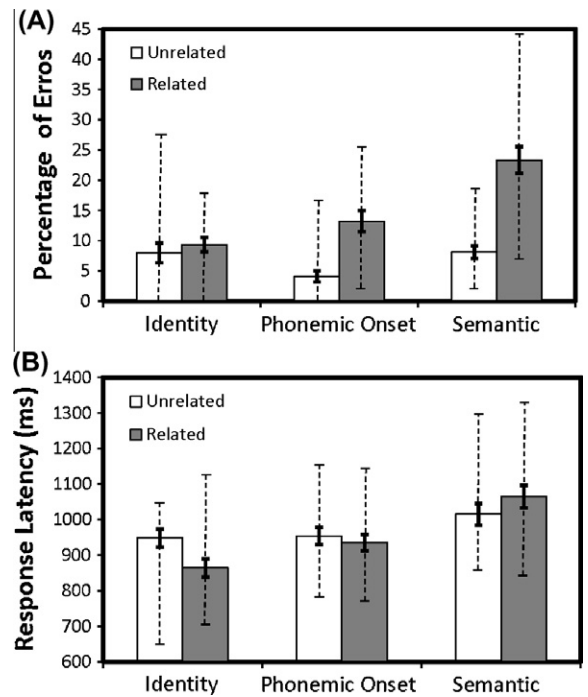 (A)
Percentage of Erros
45
40
35
30
25
20
15
10
5
0
Unrelated
Related
Identity Phonemic Onset Semantic
(B)
Response Latency (ms)
1400
1300
1200
1100
1000
900
800
700
600
Unrelated
Related
Identity Phonemic Onset Semantic